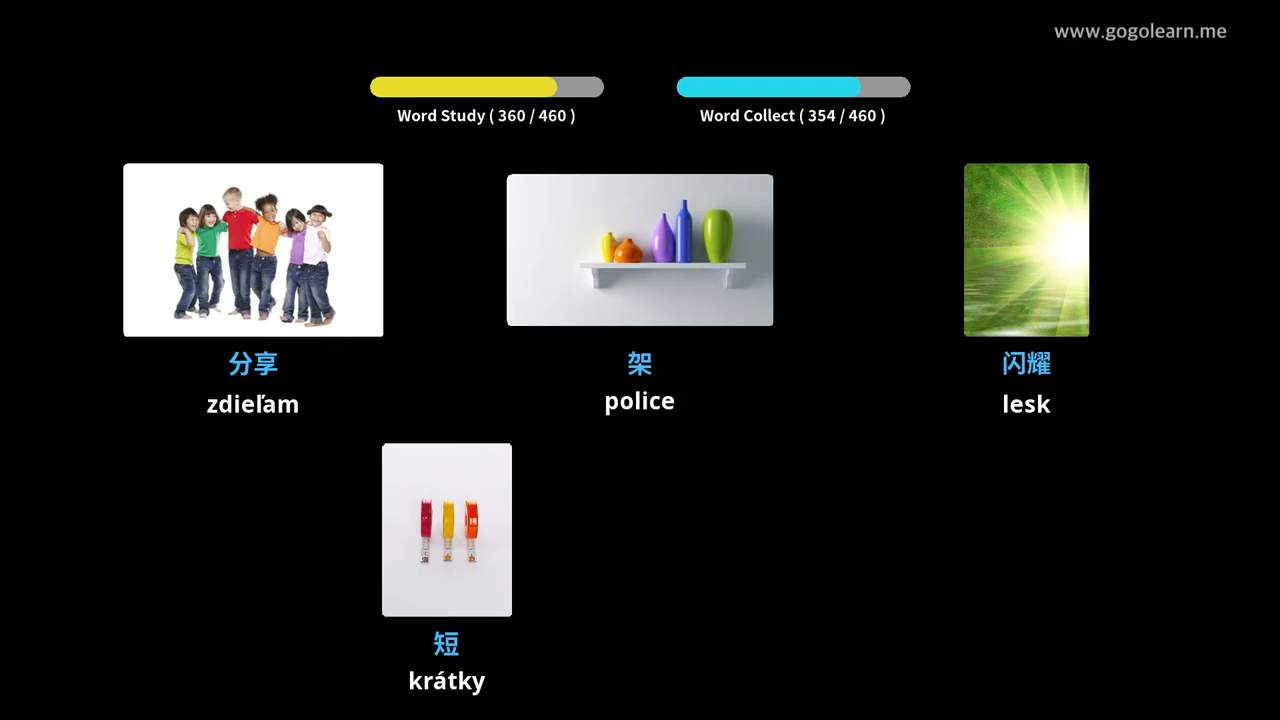 www.gogolearn.me
Word Study ( 360 / 460 )
Word Collect ( 354 / 460 )
分享
zdieľam
架
police
闪耀
lesk
短
krátky